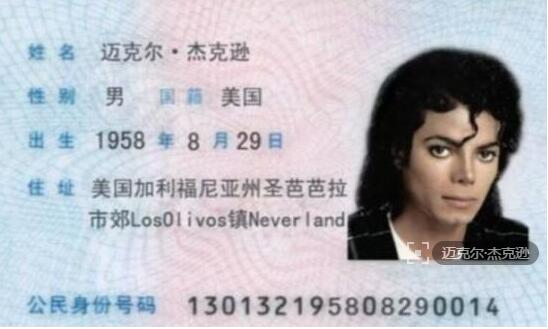 姓名 迈克尔·杰克逊
性别 男 国籍 美国
出生 1958 年 8 月 29 日
住址 美国加利福尼亚州圣芭芭拉
市郊LosOlivos镇Neverland
迈克尔·杰克逊
公民身份号码 130132195808290014